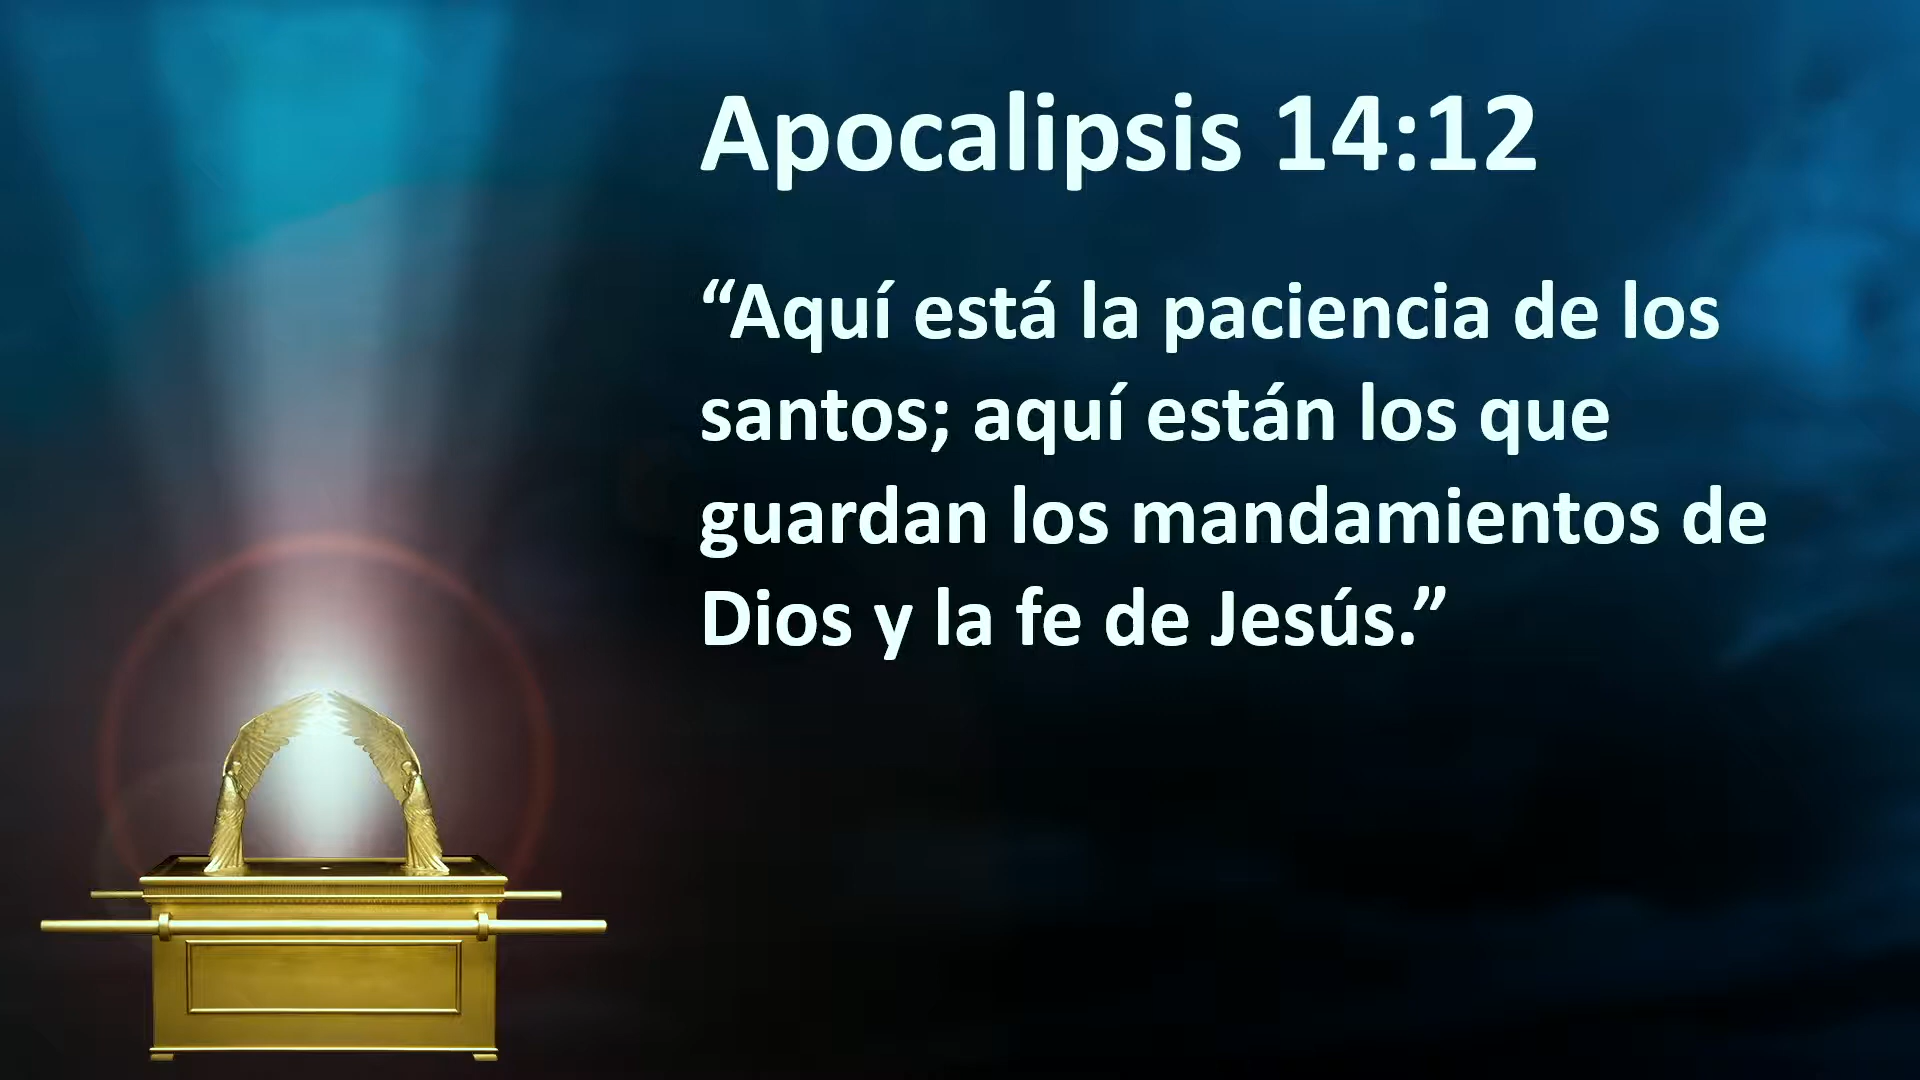 Apocalipsis 14:12
“Aquí está la paciencia de los
santos; aquí están los que
guardan los mandamientos de
Dios y la fe de Jesús.”